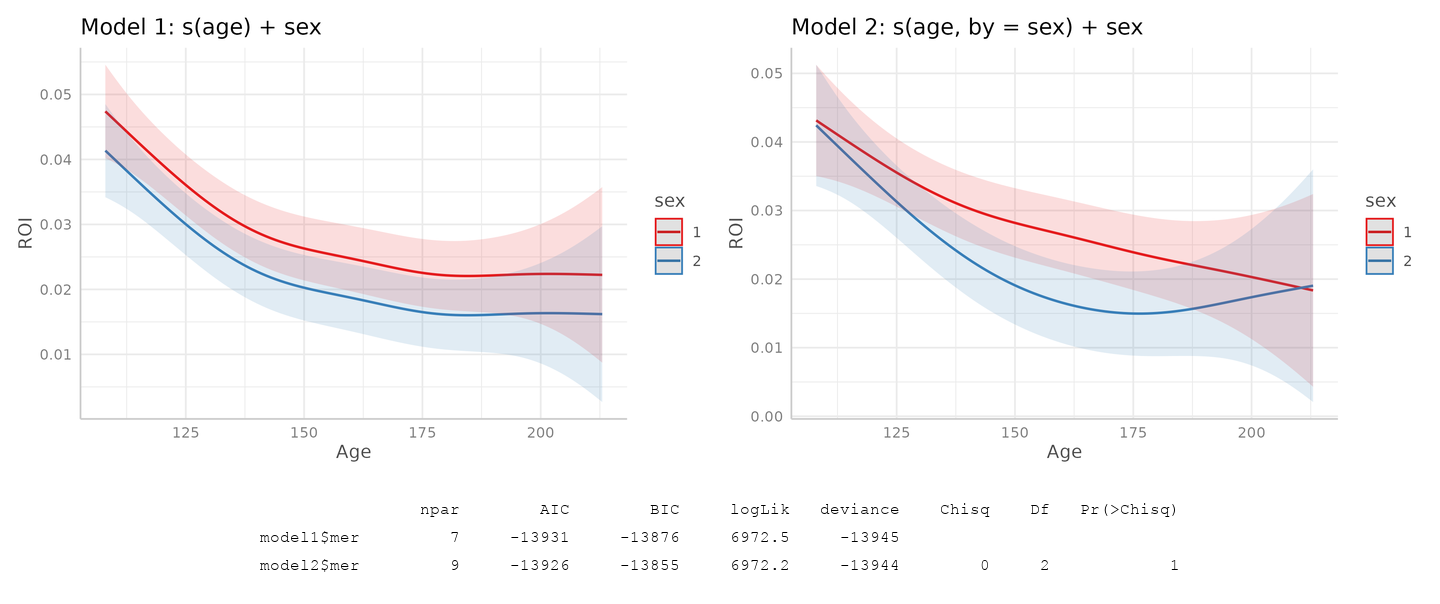 Model 1: s(age) + sex
0.05
0.04
0.03
0.02
0.01
ROI
125 150 175 200
Age
sex
1
2
Model 2: s(age, by = sex) + sex
0.05
0.04
0.03
0.02
0.01
0.00
ROI
125 150 175 200
Age
sex
1
2
npar AIC BIC logLik deviance Chisq Df Pr(>Chisq)
model1$mer 7 -13931 -13876 6972.5 -13945
model2$mer 9 -13926 -13855 6972.2 -13944 0 2 1